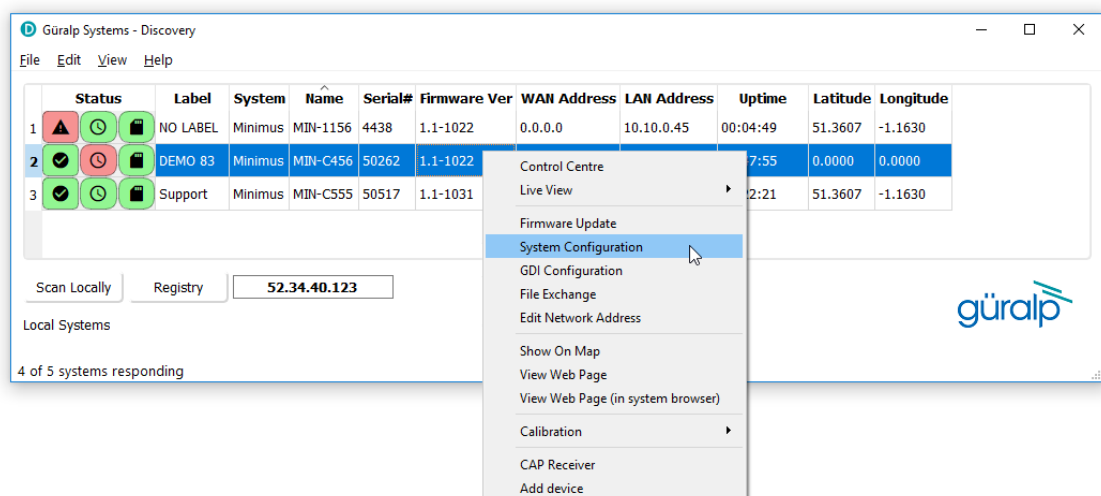 Güralp Systems - Discovery
File Edit View Help
Status Label System Name Serial# Firmware Ver WAN Address LAN Address Uptime Latitude Longitude
1 NO LABEL Minimus MIN-1156 4438 1.1-1022 0.0.0.0 10.10.0.45 00:04:49 51.3607 -1.1630
2 DEMO 83 Minimus MIN-C456 50262 1.1-1022 7:55 0.0000 0.0000
3 Support Minimus MIN-C555 50517 1.1-1031 2:21 51.3607 -1.1630
Control Centre
Live View
Firmware Update
System Configuration
GDI Configuration
File Exchange
Edit Network Address
Show On Map
View Web Page
View Web Page (in system browser)
Calibration
CAP Receiver
Add device
Scan Locally Registry 52.34.40.123
güralp
Local Systems
4 of 5 systems responding